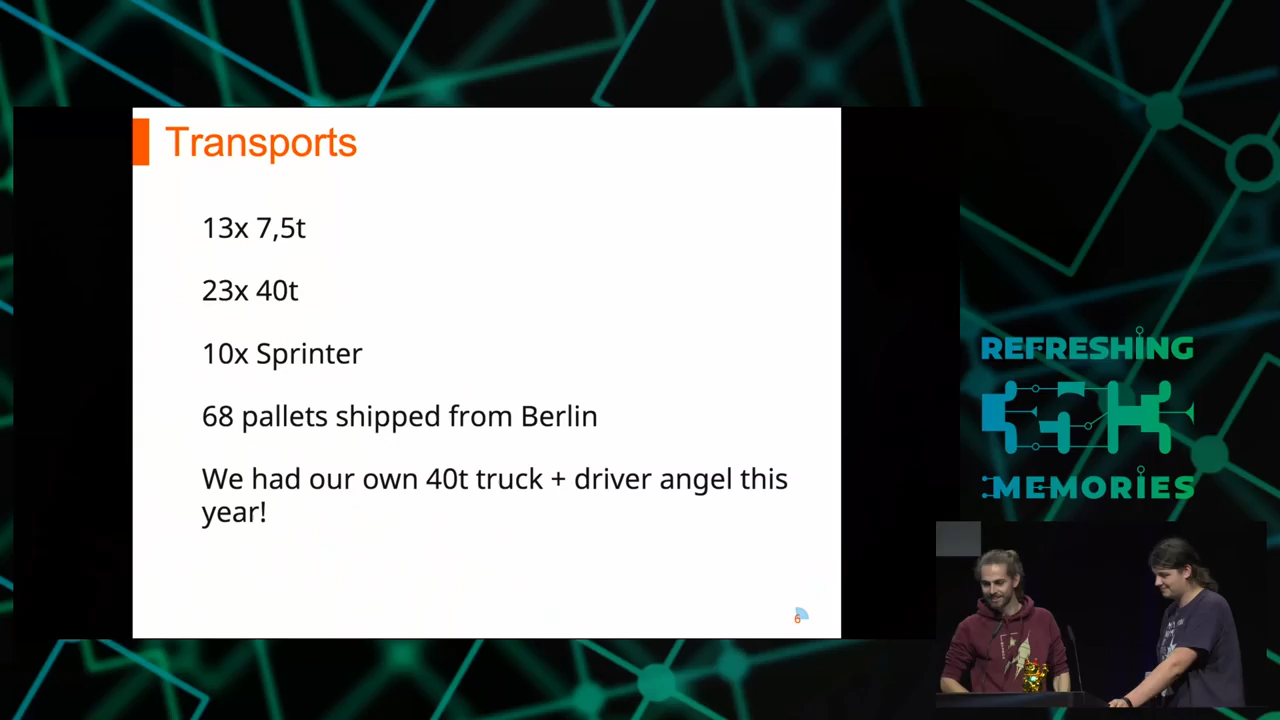 Transports
13x 7,5t
23x 40t
10x Sprinter
68 pallets shipped from Berlin
We had our own 40t truck + driver angel this
year!
6
REFRESHING
MEMORIES